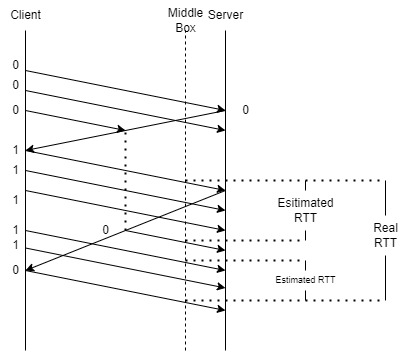 Client
Middle
Box
Server
0
0
0
0
1
1
1
Esitimated
RTT
Real
RTT
1
0
1
Estimated RTT
0